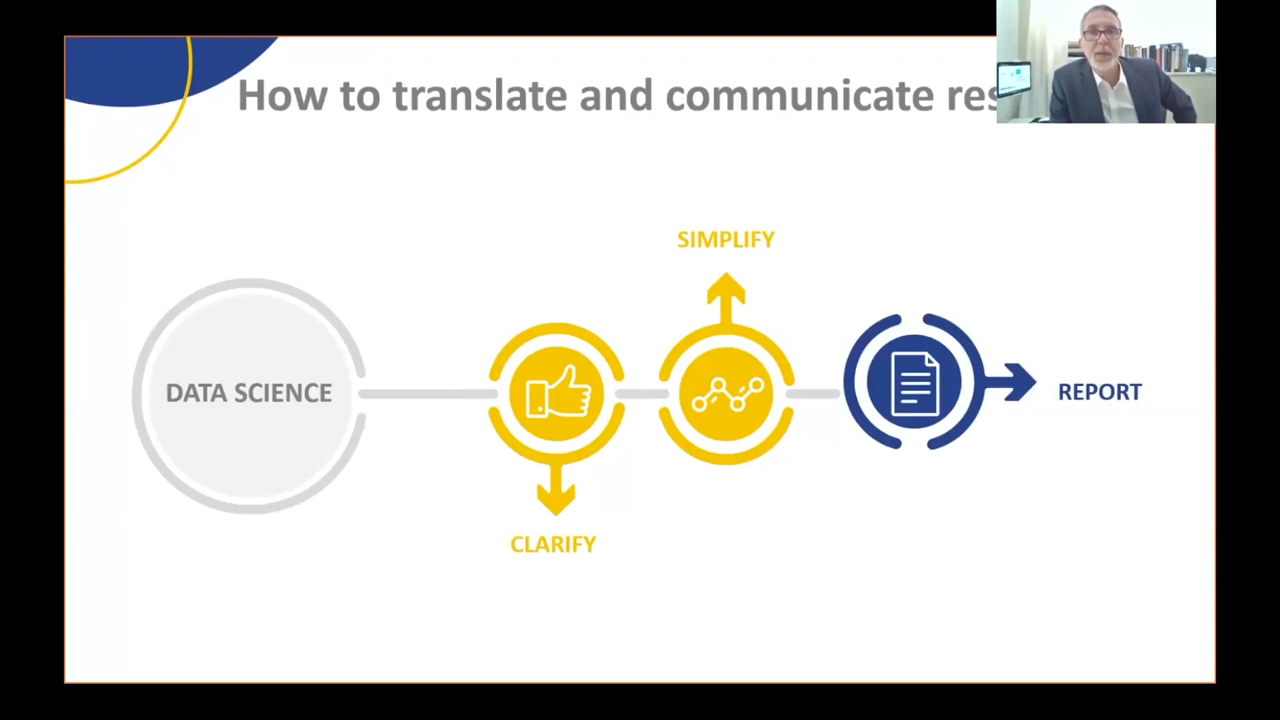 How to translate and communicate res
SIMPLIFY
DATA SCIENCE
REPORT
CLARIFY